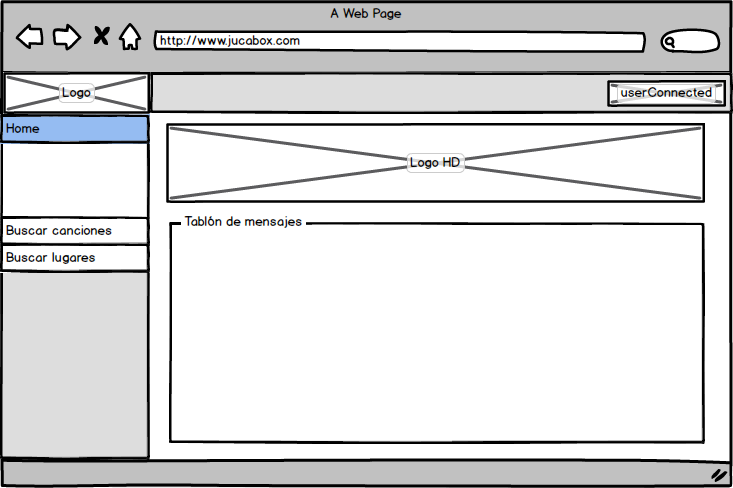 A Web Page
http://www.jucabox.com
Logo
userConnected
Home
Logo HD
Buscar canciones
Buscar lugares
Tablón de mensajes